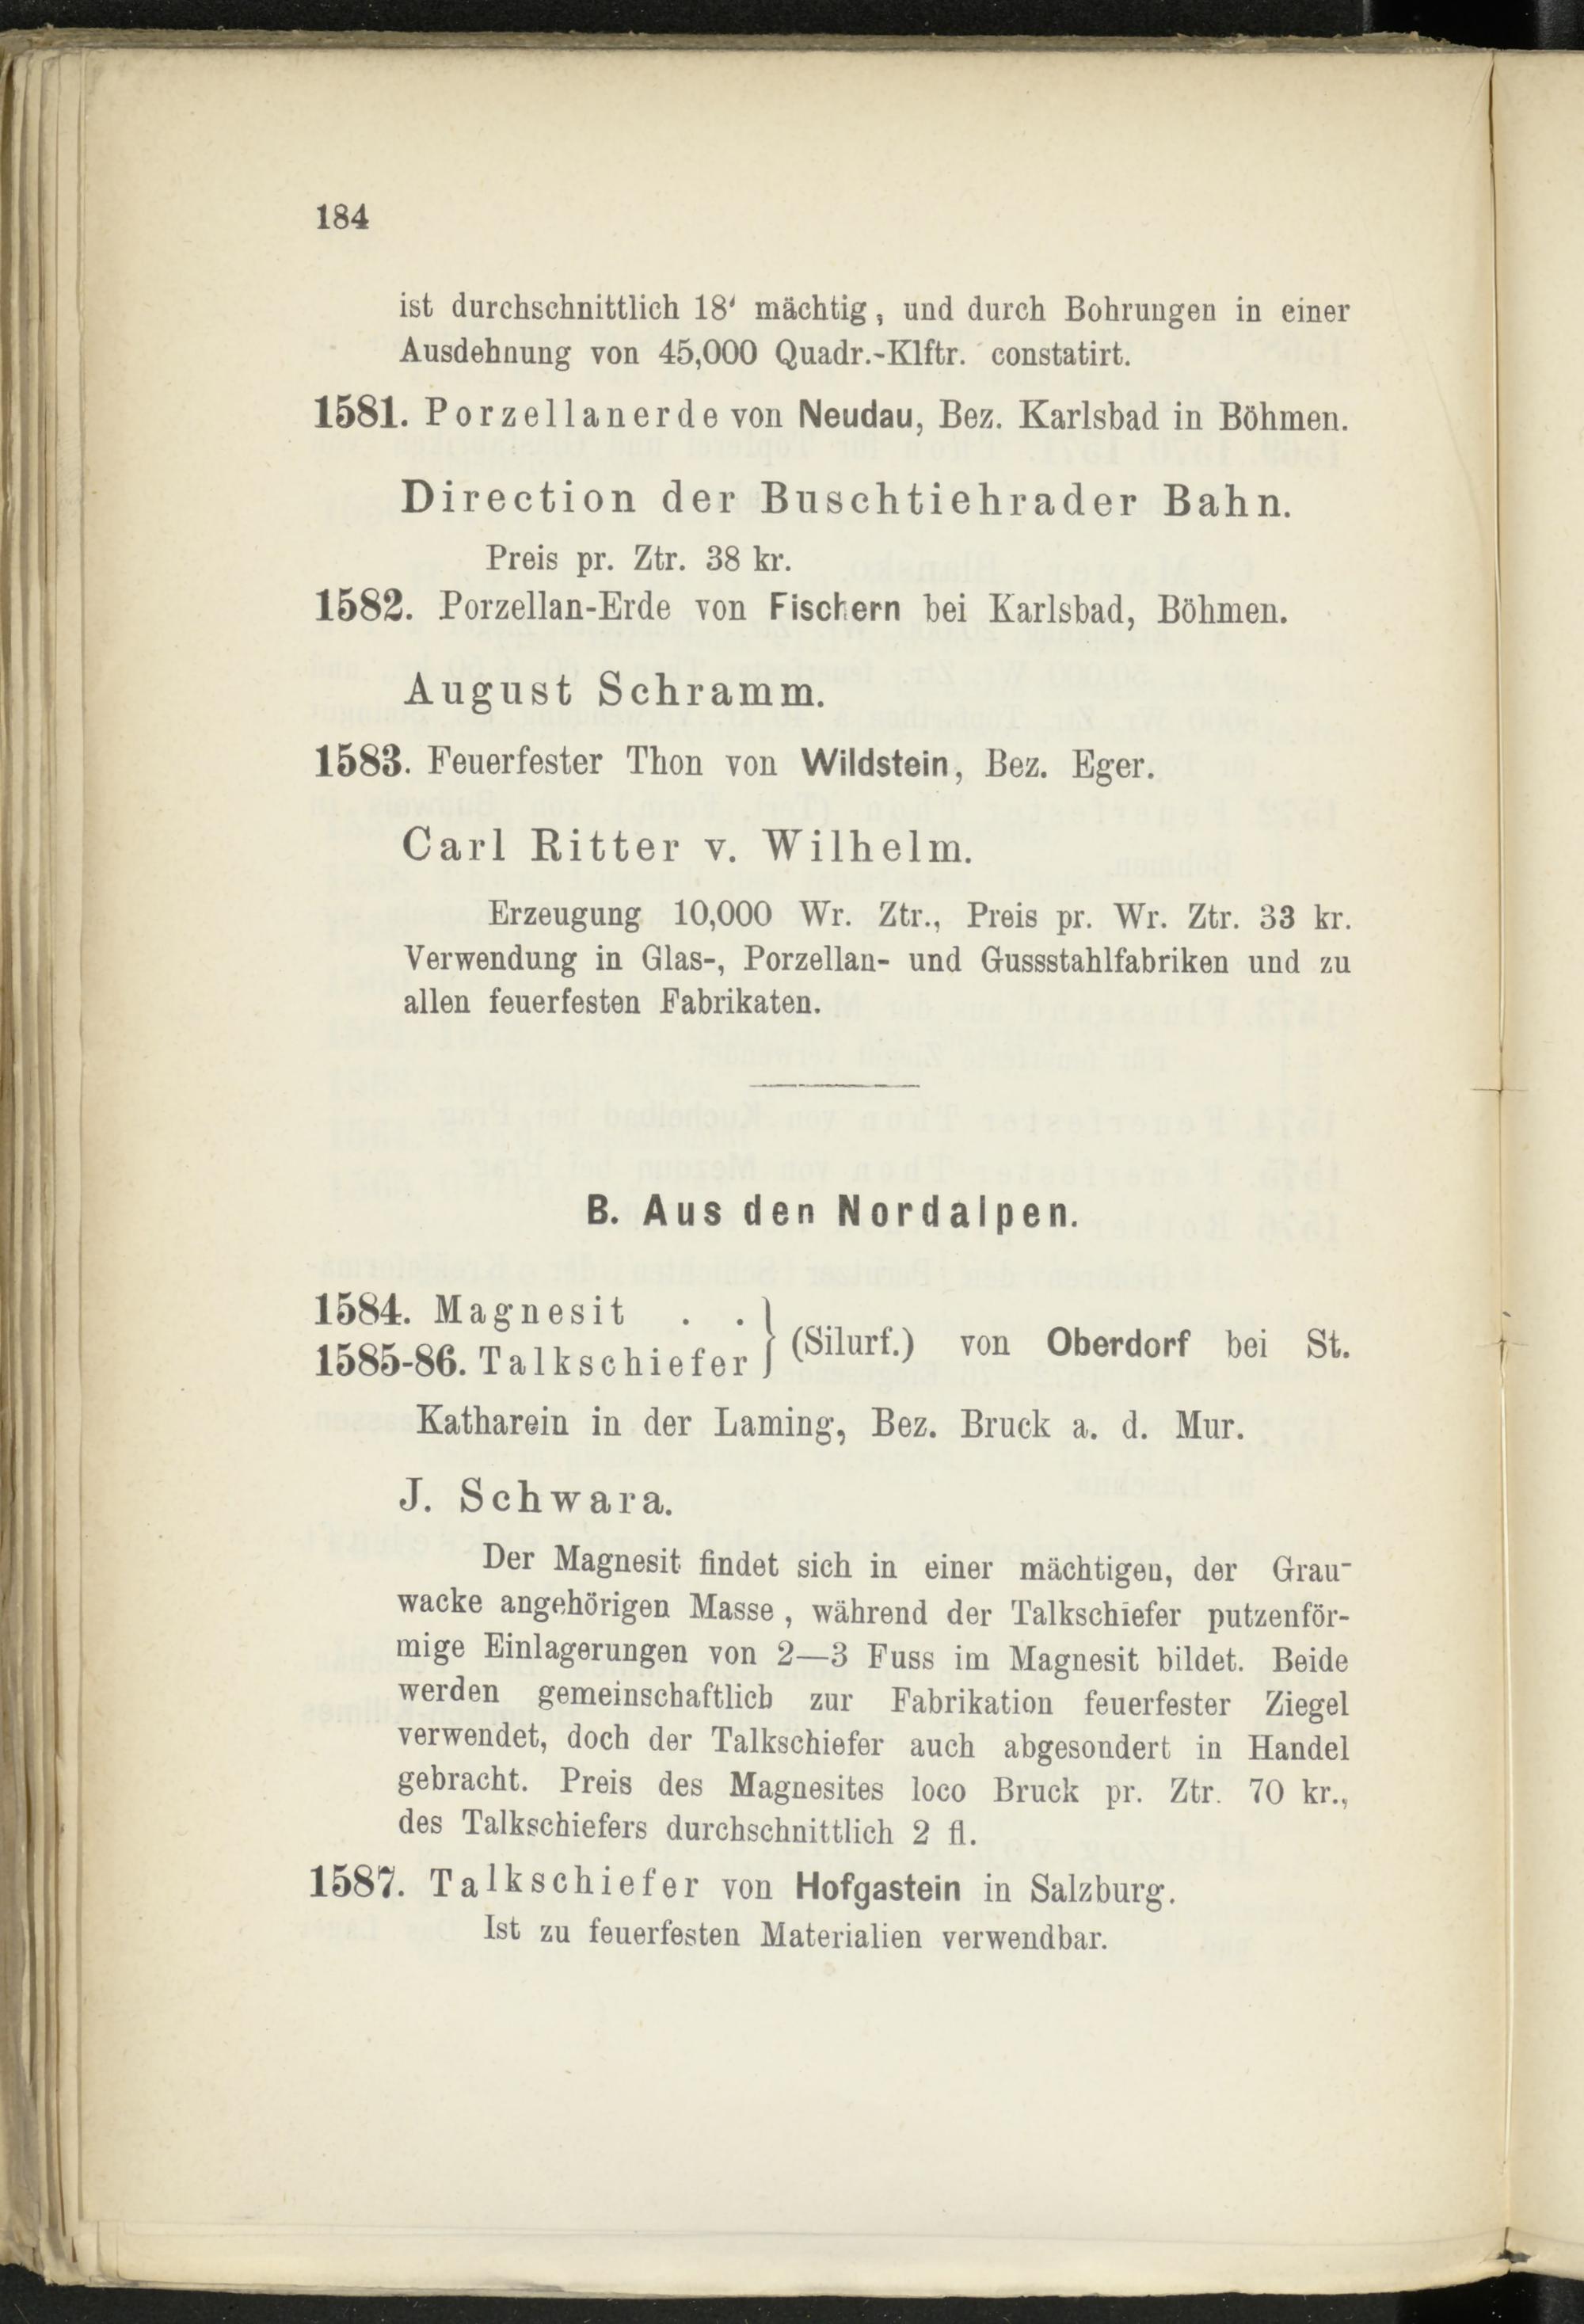 184
ist durchschnittlich 18' mächtig, und durch Bohrungen in einer
Ausdehnung von 45,000 Quadr.-Klftr. constatirt.
1581. Porzellanerde von Neudau, Bez. Karlsbad in Böhmen.
Direction der Buschtiehrader Bahn.
Preis pr. Ztr. 38 kr.
1582. Porzellan-Erde von Fischern bei Karlsbad, Böhmen.
August Schramm.
1583. Feuerfester Thon von Wildstein, Bez. Eger.
Carl Ritter v. Wilhelm.
Erzeugung 10,000 Wr. Ztr., Preis pr. Wr. Ztr. 33 kr.
Verwendung in Glas-, Porzellan- und Gussstahlfabriken und zu
allen feuerfesten Fabrikaten.
B. Aus den Nordalpen.
1584. Magnesit . .
1585-86. Talkschiefer } (Silurf.) von Oberdorf bei St.
Katharein in der Laming, Bez. Bruck a. d. Mur.
J. Schwara.
Der Magnesit findet sich in einer mächtigen, der Grau-
wacke angehörigen Masse, während der Talkschiefer putzenför-
mige Einlagerungen von 2—3 Fuss im Magnesit bildet. Beide
werden gemeinschaftlich zur Fabrikation feuerfester Ziegel
verwendet, doch der Talkschiefer auch abgesondert in Handel
gebracht. Preis des Magnesites loco Bruck pr. Ztr. 70 kr.,
des Talkschiefers durchschnittlich 2 fl.
1587. Talkschiefer von Hofgastein in Salzburg.
Ist zu feuerfesten Materialien verwendbar.